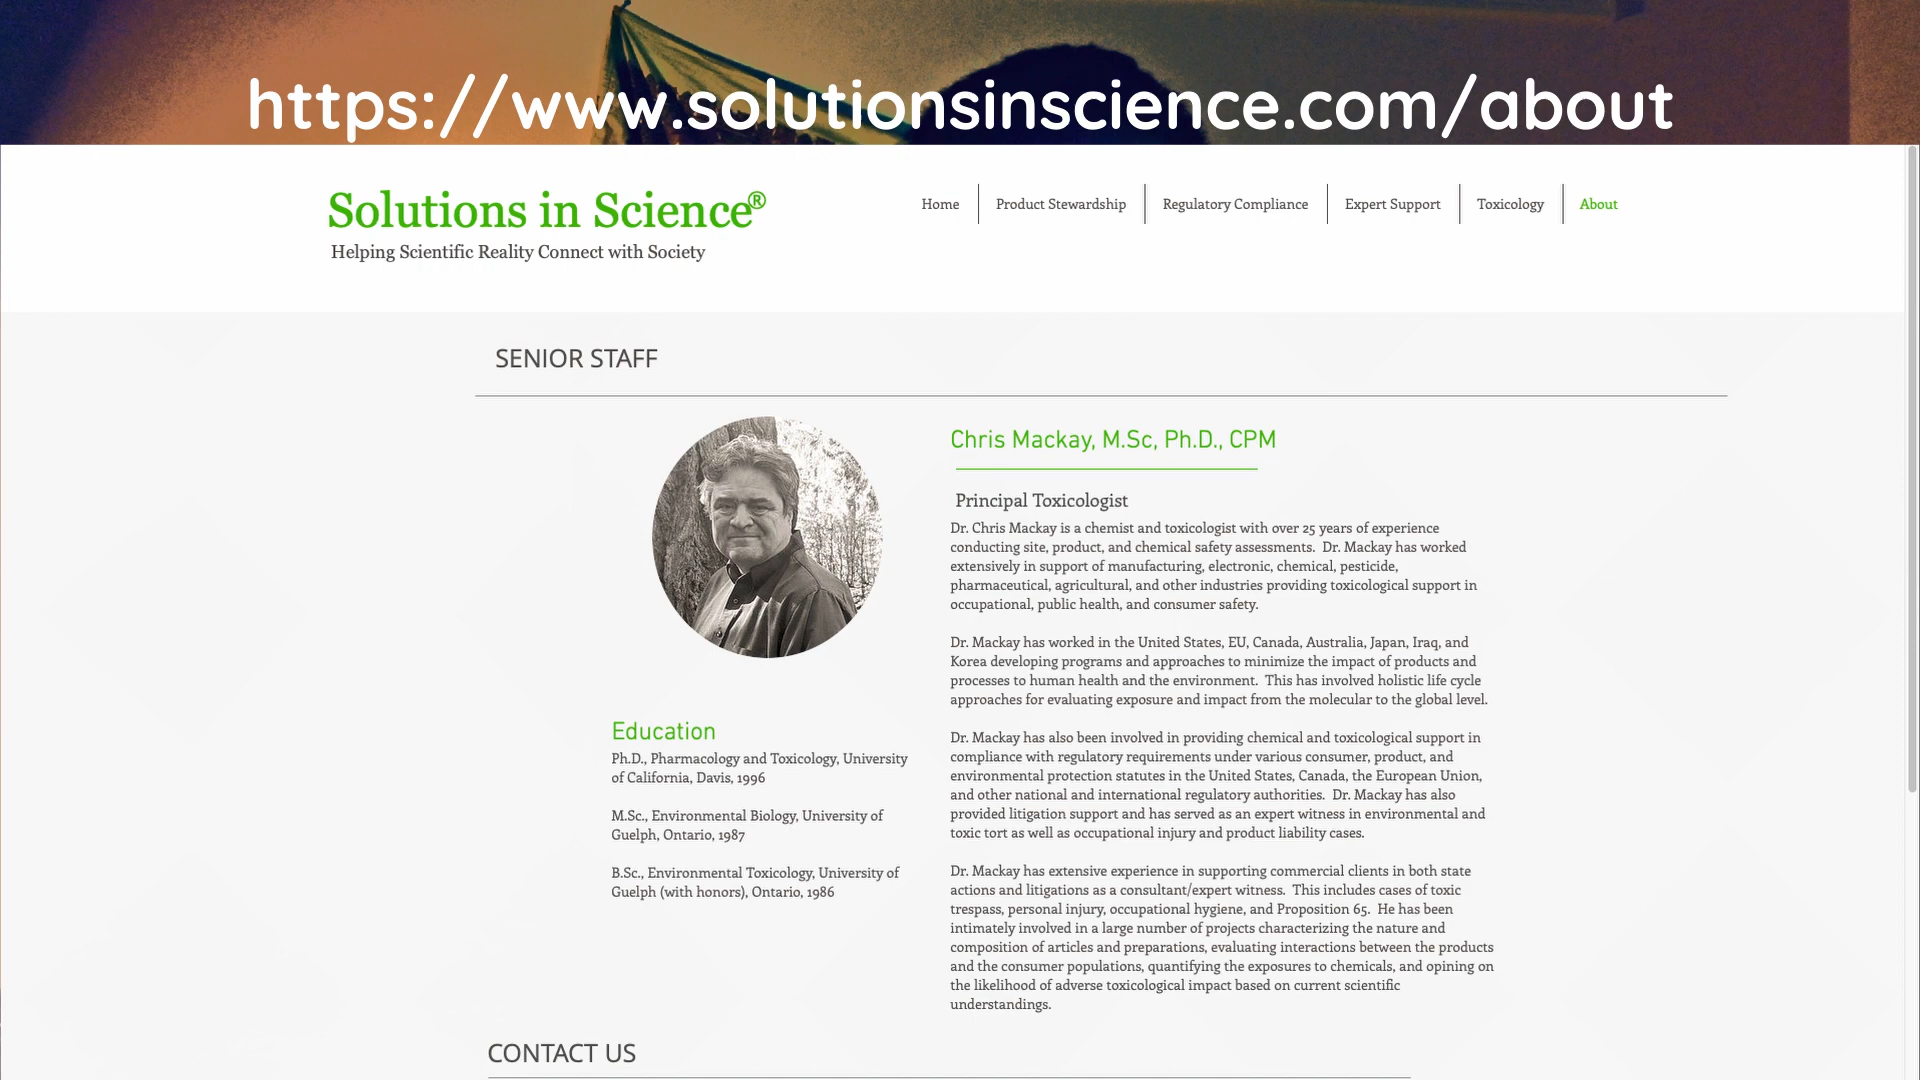 https://www.solutionsinscience.com/about
Solutions in Science®
Helping Scientific Reality Connect with Society
Home
Product Stewardship
Regulatory Compliance
Expert Support
Toxicology
About
SENIOR STAFF
Chris Mackay, M.Sc, Ph.D., CPM
Principal Toxicologist
Dr. Chris Mackay is a chemist and toxicologist with over 25 years of experience
conducting site, product, and chemical safety assessments.  Dr. Mackay has worked
extensively in support of manufacturing, electronic, chemical, pesticide,
pharmaceutical, agricultural, and other industries providing toxicological support in
occupational, public health, and consumer safety.
Dr. Mackay has worked in the United States, EU, Canada, Australia, Japan, Iraq, and
Korea developing programs and approaches to minimize the impact of products and
processes to human health and the environment.  This has involved holistic life cycle
approaches for evaluating exposure and impact from the molecular to the global level.
Dr. Mackay has also been involved in providing chemical and toxicological support in
compliance with regulatory requirements under various consumer, product, and
environmental protection statutes in the United States, Canada, the European Union,
and other national and international regulatory authorities.  Dr. Mackay has also
provided litigation support and has served as an expert witness in environmental and
toxic tort as well as occupational injury and product liability cases.
Dr. Mackay has extensive experience in supporting commercial clients in both state
actions and litigations as a consultant/expert witness.  This includes cases of toxic
trespass, personal injury, occupational hygiene, and Proposition 65.  He has been
intimately involved in a large number of projects characterizing the nature and
composition of articles and preparations, evaluating interactions between the products
and the consumer populations, quantifying the exposures to chemicals, and opining on
the likelihood of adverse toxicological impact based on current scientific
understandings.
Education
Ph.D., Pharmacology and Toxicology, University
of California, Davis, 1996
M.Sc., Environmental Biology, University of
Guelph, Ontario, 1987
B.Sc., Environmental Toxicology, University of
Guelph (with honors), Ontario, 1986
CONTACT US